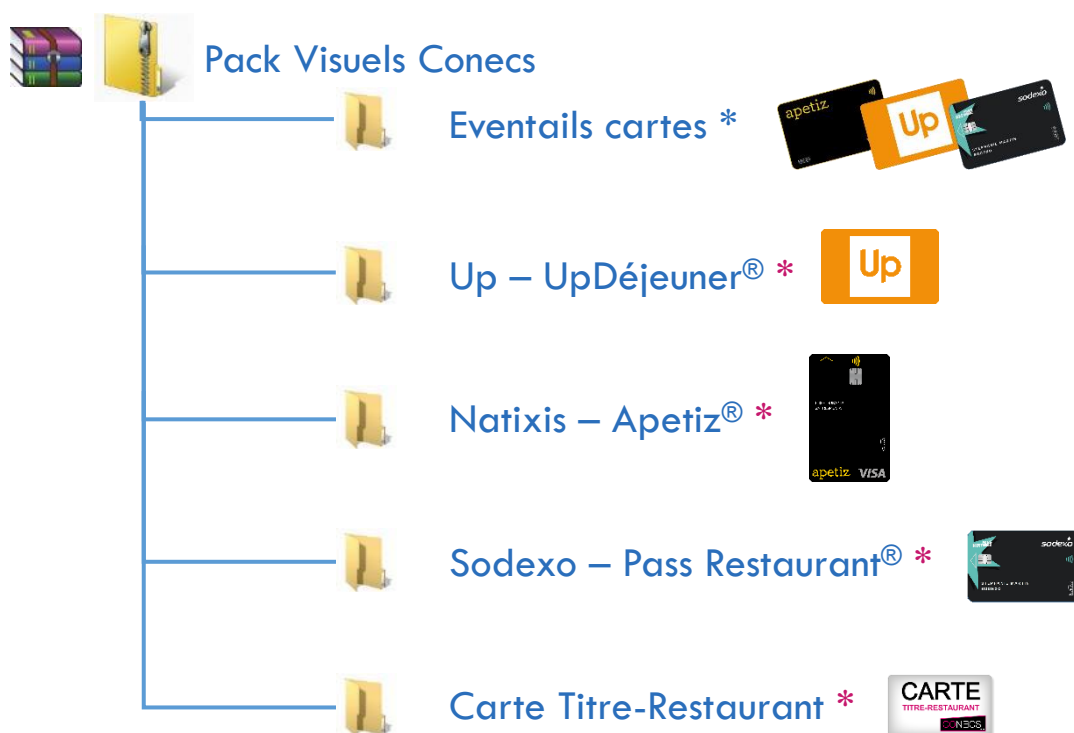 Pack Visuels Conecs
Eventails cartes *
apetiz
Up
sodexo
Up – UpDéjeuner® *
Up
Natixis – Apetiz® *
apetiz VISA
Sodexo – Pass Restaurant® *
sodexo
Carte Titre-Restaurant *
CARTE
TITRE-RESTAURANT
CONECS